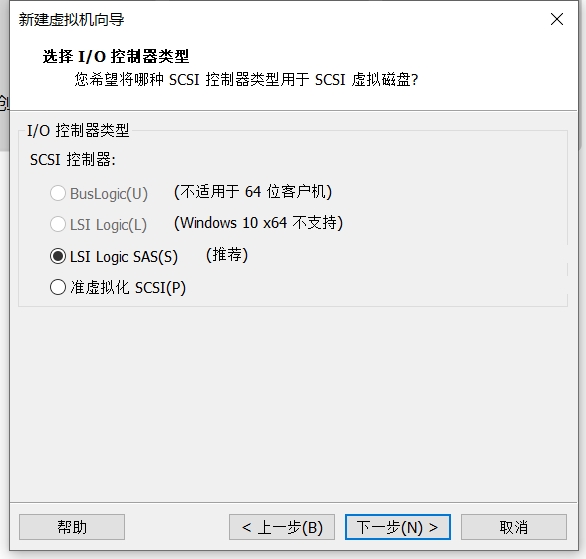 新建虚拟机向导
选择 I/O 控制器类型
您希望将哪种 SCSI 控制器类型用于 SCSI 虚拟磁盘?
创
I/O 控制器类型
SCSI 控制器:
BusLogic(U) (不适用于 64 位客户机)
LSI Logic(L) (Windows 10 x64 不支持)
LSI Logic SAS(S) (推荐)
准虚拟化 SCSI(P)
帮助 < 上一步(B) 下一步(N) > 取消